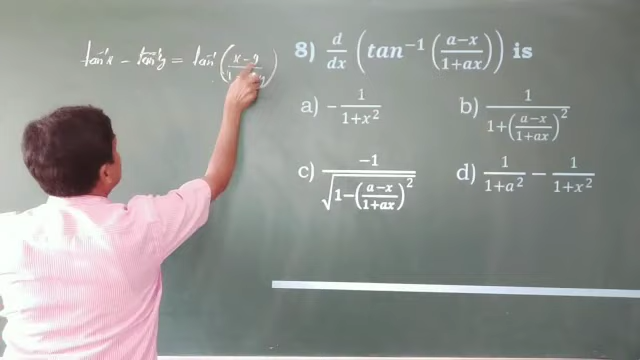 tan⁻¹x − tan⁻¹y = tan⁻¹(x−y
8) d/dx (tan⁻¹ (a−x/1+ax)) is
a) − 1/1+x²
b) 1/1+(a−x/1+ax)²
c) −1/√1−(a−x/1+ax)²
d) 1/1+a² − 1/1+x²